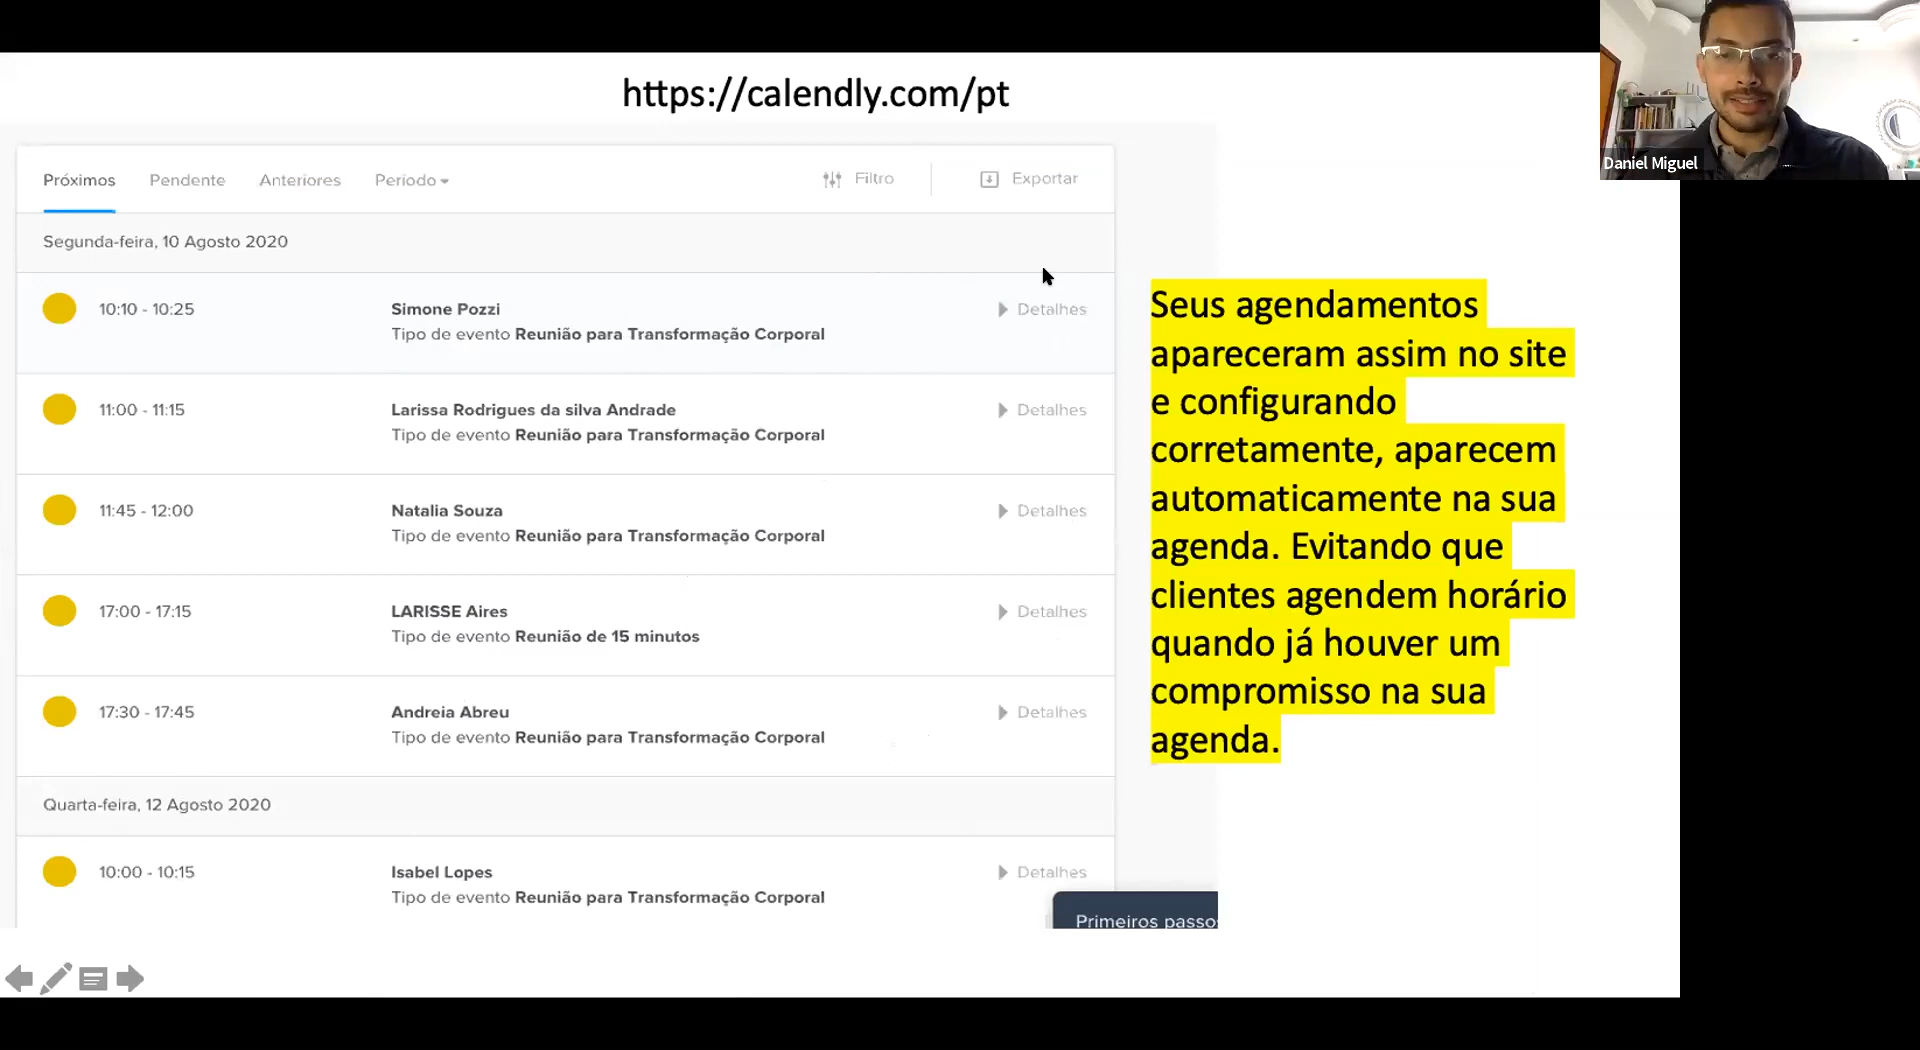 https://calendly.com/pt
Daniel Miguel
Próximos Pendente Anteriores Período Filtro Exportar
Segunda-feira, 10 Agosto 2020
10:10 - 10:25 Simone Pozzi Detalhes
Tipo de evento Reunião para Transformação Corporal
11:00 - 11:15 Larissa Rodrigues da silva Andrade Detalhes
Tipo de evento Reunião para Transformação Corporal
11:45 - 12:00 Natalia Souza Detalhes
Tipo de evento Reunião para Transformação Corporal
17:00 - 17:15 LARISSE Aires Detalhes
Tipo de evento Reunião de 15 minutos
17:30 - 17:45 Andreia Abreu Detalhes
Tipo de evento Reunião para Transformação Corporal
Quarta-feira, 12 Agosto 2020
10:00 - 10:15 Isabel Lopes Detalhes
Tipo de evento Reunião para Transformação Corporal
Primeiros passos
Seus agendamentos
apareceram assim no site
e configurando
corretamente, aparecem
automaticamente na sua
agenda. Evitando que
clientes agendem horário
quando já houver um
compromisso na sua
agenda.